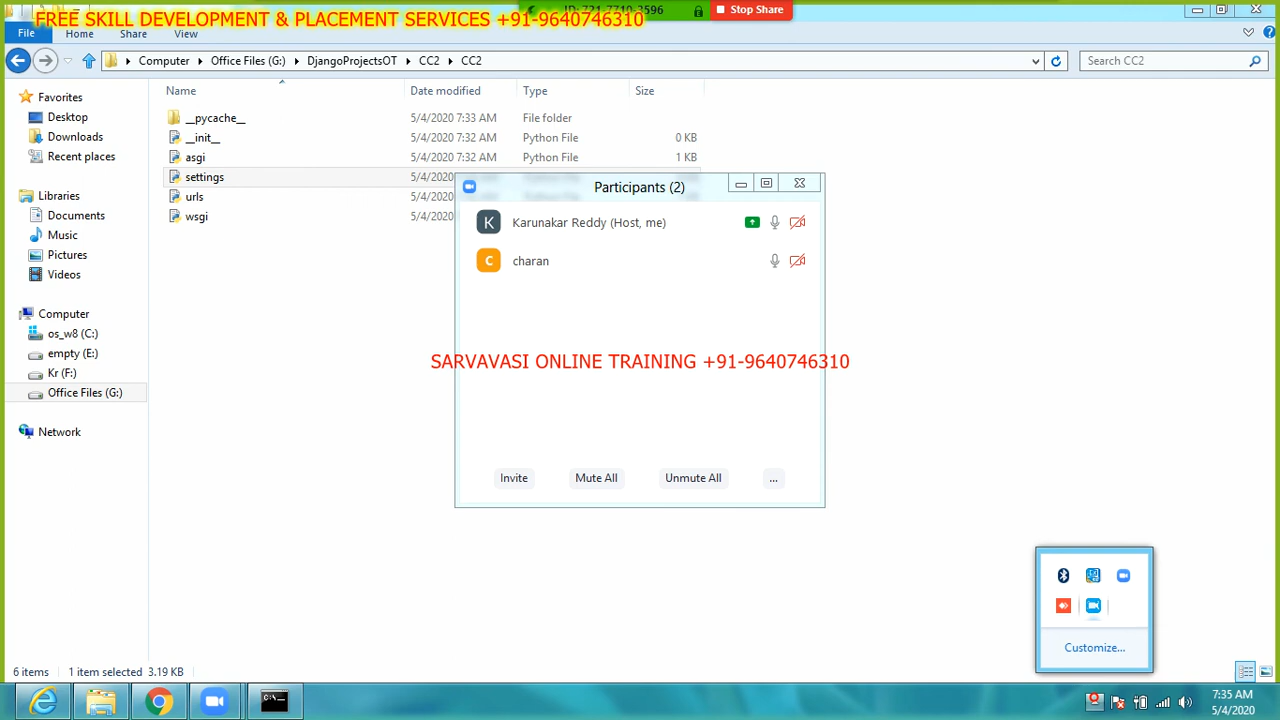 FREE SKILL DEVELOPMENT & PLACEMENT SERVICES +91-9640746310
Stop Share
File Home Share View
Computer Office Files (G:) DjangoProjectsOT CC2 CC2
Search CC2
Name Date modified Type Size
__pycache__ 5/4/2020 7:33 AM File folder
__init__ 5/4/2020 7:32 AM Python File 0 KB
asgi 5/4/2020 7:32 AM Python File 1 KB
settings 5/4/2020
urls 5/4/2020
wsgi 5/4/2020
Favorites
Desktop
Downloads
Recent places
Libraries
Documents
Music
Pictures
Videos
Computer
os_w8 (C:)
empty (E:)
Kr (F:)
Office Files (G:)
Network
Participants (2)
K Karunakar Reddy (Host, me)
C charan
SARVAVASI ONLINE TRAINING +91-9640746310
Invite Mute All Unmute All ...
Customize...
6 items 1 item selected 3.19 KB
7:35 AM
5/4/2020